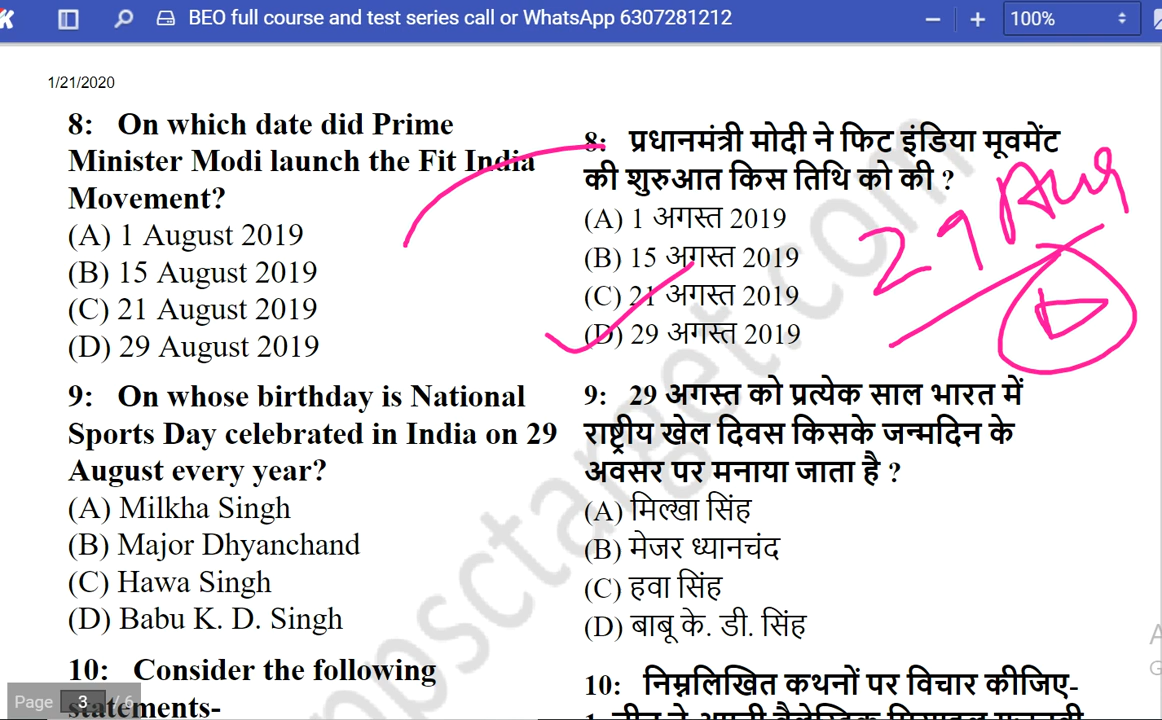 BEO full course and test series call or WhatsApp 6307281212
100%
1/21/2020
8: On which date did Prime
Minister Modi launch the Fit India
Movement?
(A) 1 August 2019
(B) 15 August 2019
(C) 21 August 2019
(D) 29 August 2019
9: On whose birthday is National
Sports Day celebrated in India on 29
August every year?
(A) Milkha Singh
(B) Major Dhyanchand
(C) Hawa Singh
(D) Babu K. D. Singh
10: Consider the following
statements-
8: प्रधानमंत्री मोदी ने फिट इंडिया मूवमेंट
की शुरुआत किस तिथि को की ?
(A) 1 अगस्त 2019
(B) 15 अगस्त 2019
(C) 21 अगस्त 2019
(D) 29 अगस्त 2019
29 Aug
D
9: 29 अगस्त को प्रत्येक साल भारत में
राष्ट्रीय खेल दिवस किसके जन्मदिन के
अवसर पर मनाया जाता है ?
(A) मिल्खा सिंह
(B) मेजर ध्यानचंद
(C) हवा सिंह
(D) बाबू के. डी. सिंह
10: निम्नलिखित कथनों पर विचार कीजिए-
Page 3 / 6